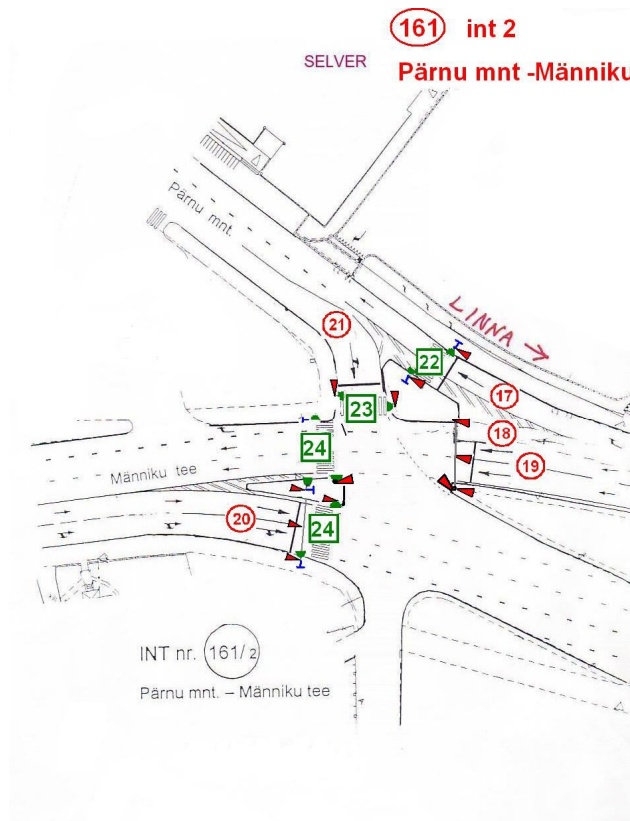 161 int 2
SELVER
Pärnu mnt -Männiku
Pärnu mnt.
LINNA
21
22
17
23
18
24
19
Männiku tee
20
24
INT nr. 161/2
Pärnu mnt. – Männiku tee